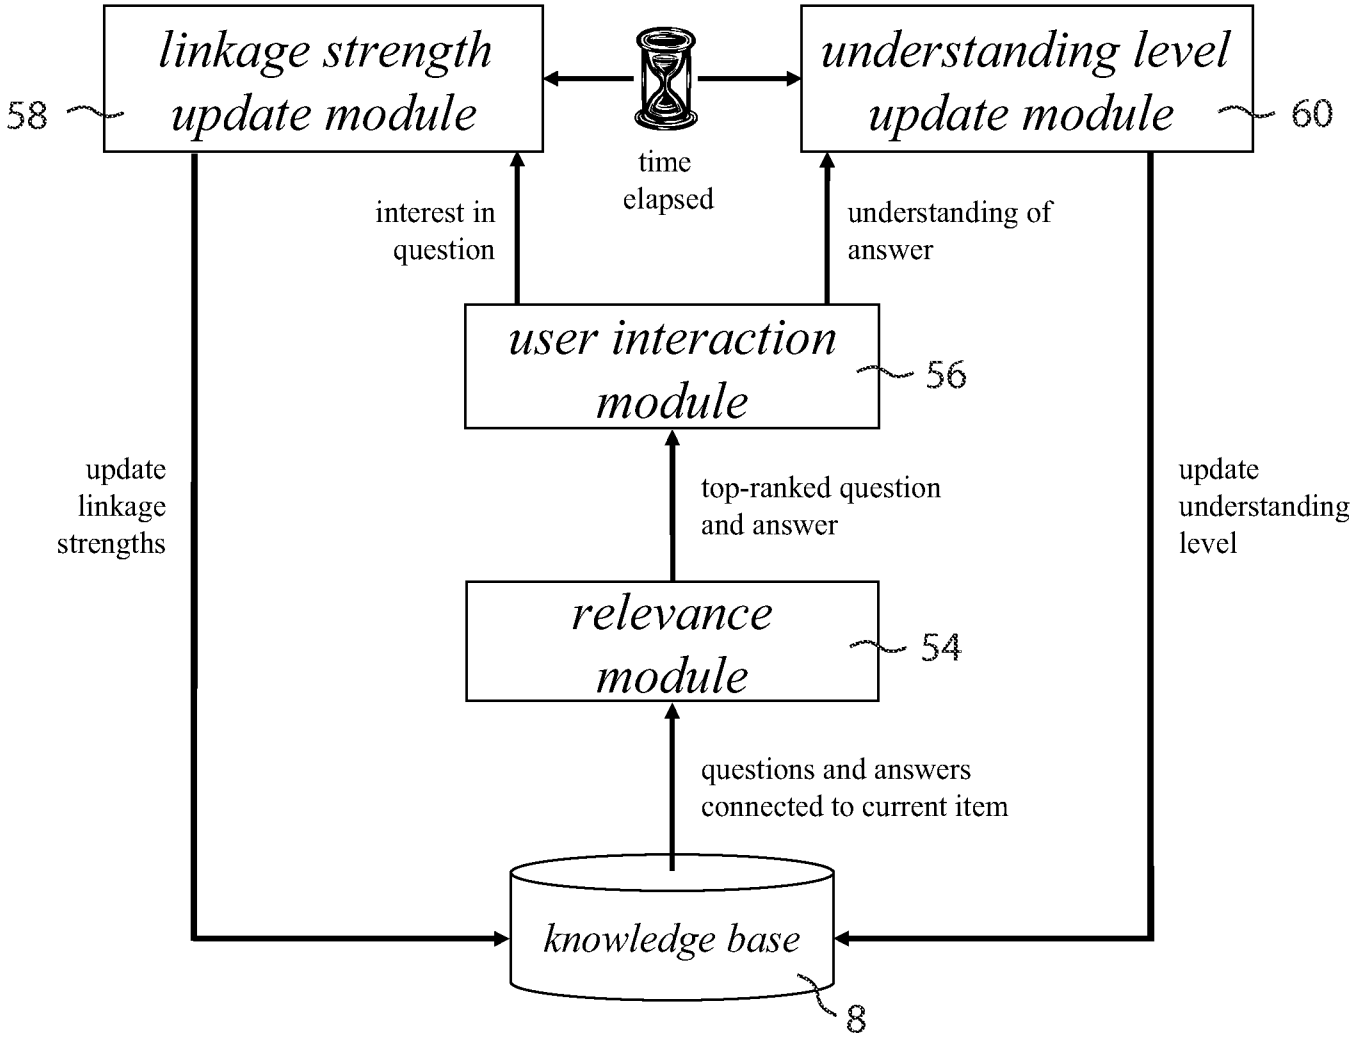 linkage strength
update module
58
understanding level
update module
60
time
elapsed
interest in
question
understanding of
answer
user interaction
module
56
update
linkage
strengths
top-ranked question
and answer
update
understanding
level
relevance
module
54
questions and answers
connected to current item
knowledge base
8